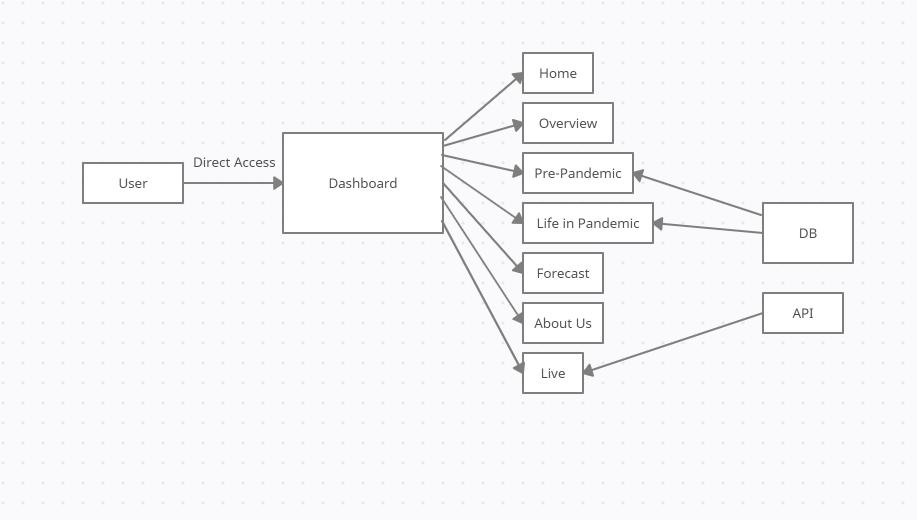 Home
Overview
Direct Access
User
Dashboard
Pre-Pandemic
Life in Pandemic
DB
Forecast
API
About Us
Live